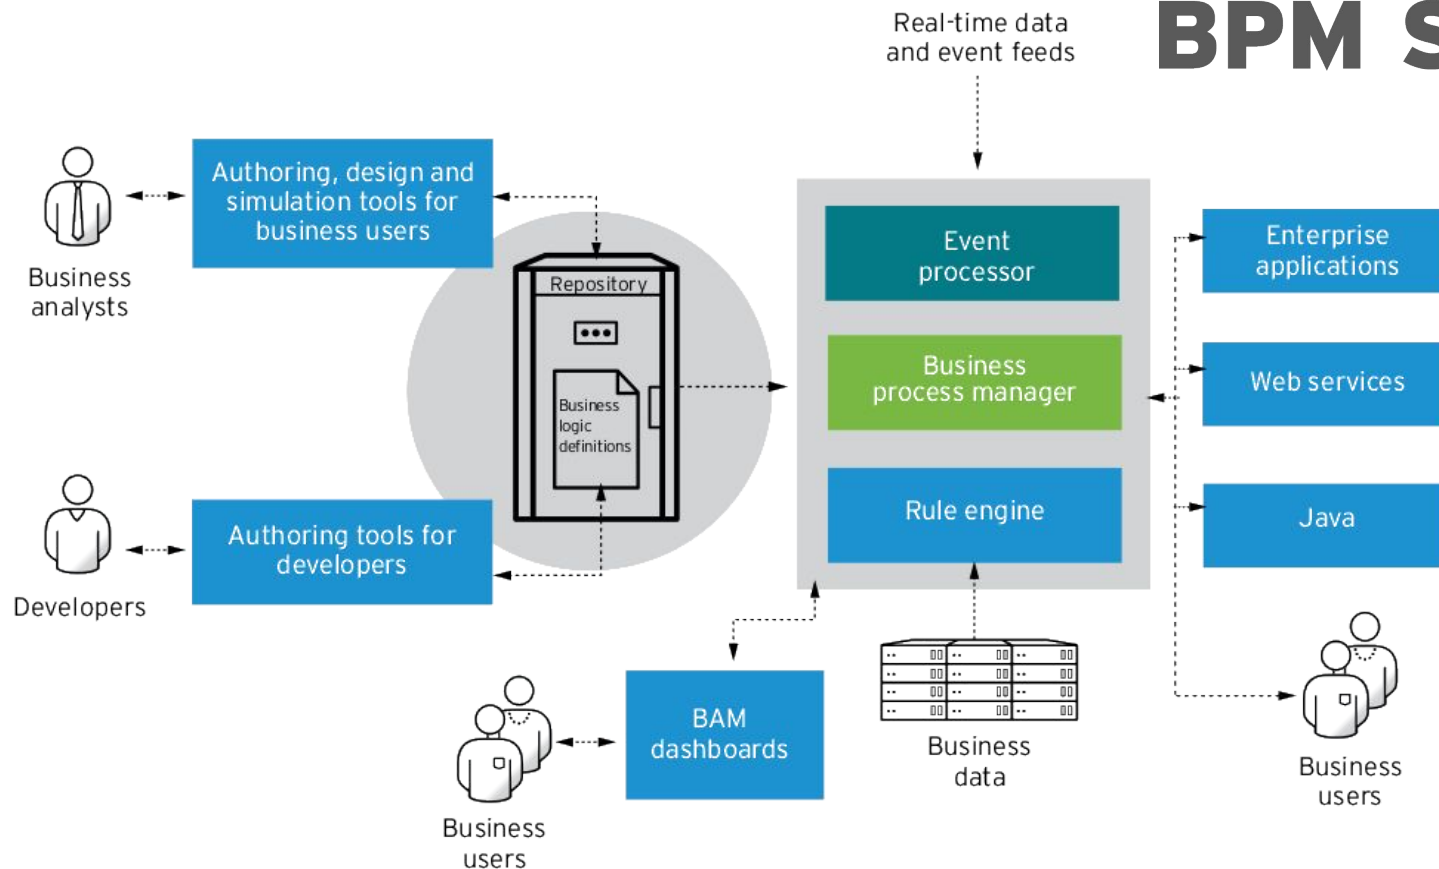 BPM S
Real-time data
and event feeds
Authoring, design and
simulation tools for
business users
Business
analysts
Repository
Business
logic
definitions
Event
processor
Business
process manager
Rule engine
Enterprise
applications
Web services
Java
Authoring tools for
developers
Developers
BAM
dashboards
Business
users
Business
data
Business
users